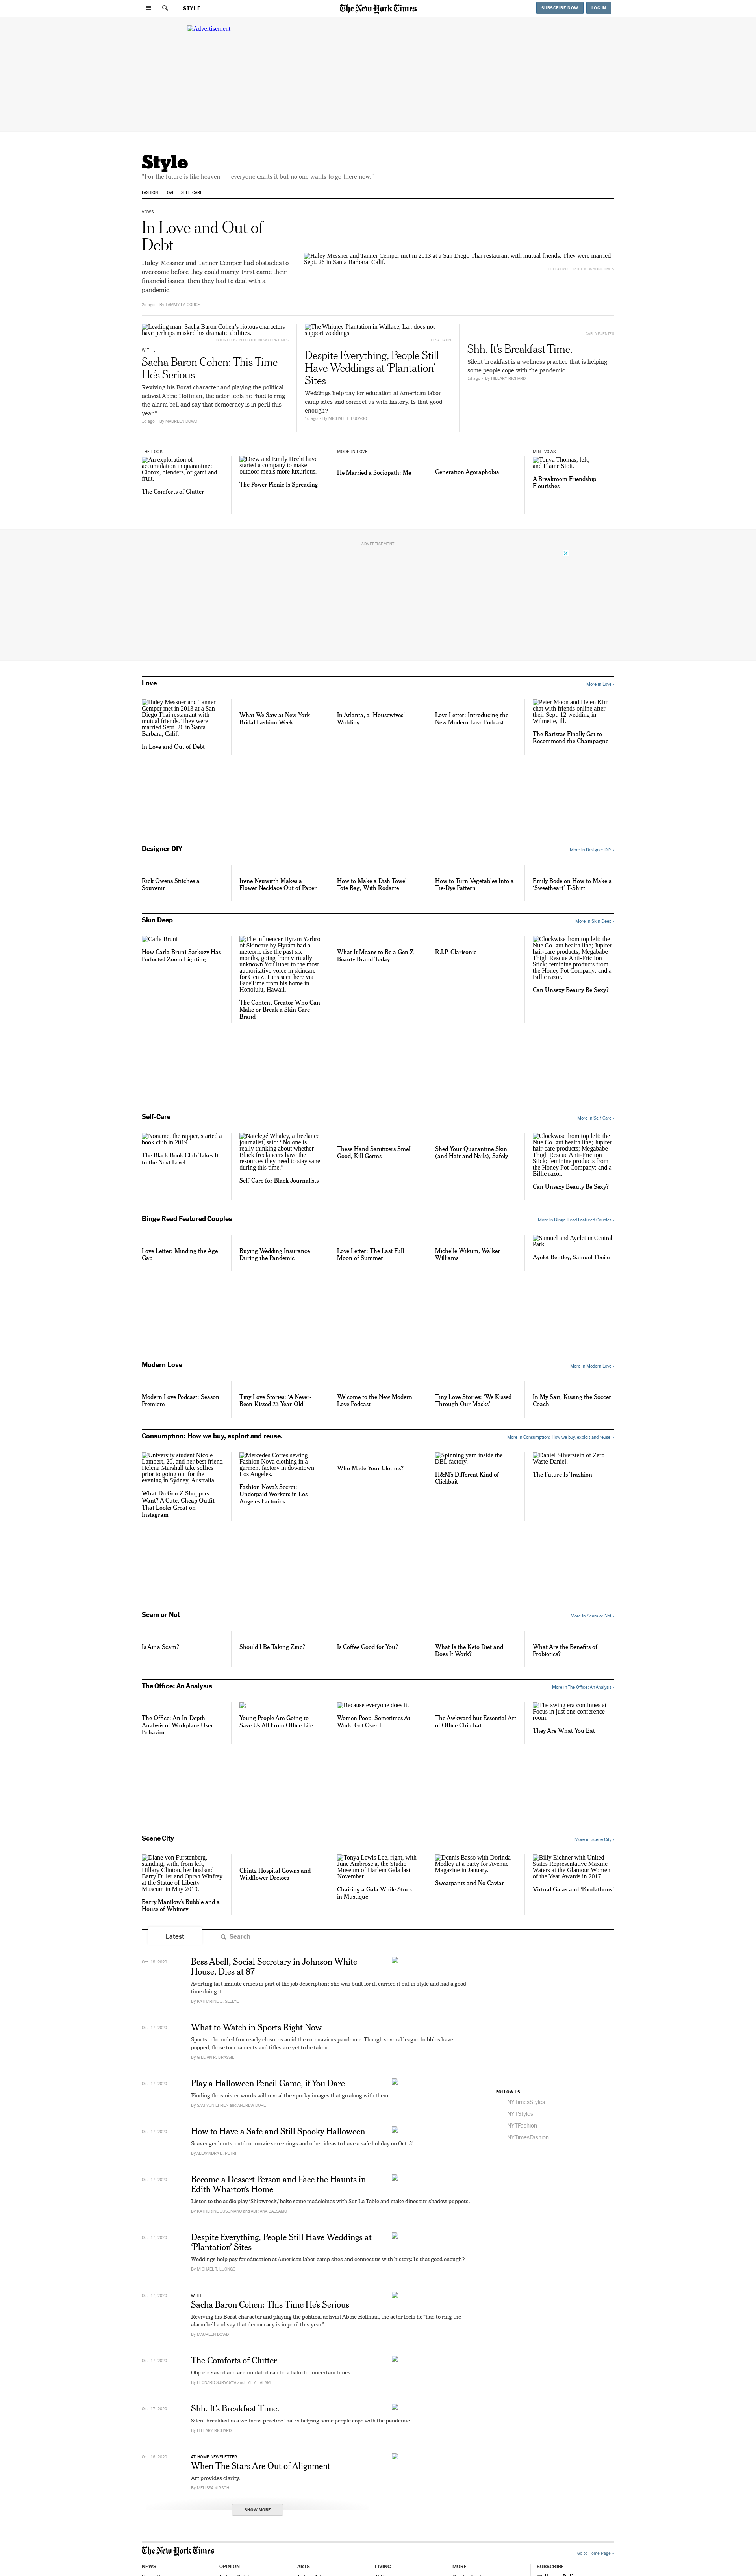 STYLE
The New York Times
SUBSCRIBE NOW
LOG IN
Advertisement
Style
"For the future is now like heaven — everyone exalts it but no one wants to go there now."
FASHION
LOVE
SELF-CARE
VOWS
In Love and Out of
Debt
Haley Messner and Tanner Cemper had obstacles to
overcome before they could marry. First came their
financial issues, then they had to deal with a
pandemic.
2d ago · By TAMMY LA GORCE
Haley Messner and Tanner Cemper met in 2013 at a San Diego Thai restaurant with mutual friends. They were married
Sept. 26 in Santa Barbara, Calif.
Leading man: Sacha Baron Cohen's riotous characters
have perhaps masked his dramatic abilities.
WITH ...
Sacha Baron Cohen: This Time
He's Serious
Reviving his Borat character and playing the political
activist Abbie Hoffman, the actor feels he "had to ring
the alarm bell and say that democracy is in peril this
year."
1d ago · By MAUREEN DOWD
The Whitney Plantation in Wallace, La., does not
support weddings.
Despite Everything, People Still
Have Weddings at 'Plantation'
Sites
Weddings help pay for education at American labor
camp sites and connect us with history. Is that good
enough?
1d ago · By MICHAEL T. LUONGO
Shh. It's Breakfast Time.
Silent breakfast is a wellness practice that is helping
some people cope with the pandemic.
1d ago · By HILLARY RICHARD
THE LOOK
An exploration of
accumulation in quarantine:
Clorox, blenders, origami and
fruit.
The Comforts of Clutter
Drew and Emily Hecht have
started a company to make
outdoor meals more luxurious.
The Power Picnic Is Spreading
MODERN LOVE
He Married a Sociopath: Me
Generation Agoraphobia
MINI-VOWS
Tonya Thomas, left,
and Elaine Stott.
A Breakroom Friendship
Flourishes
ADVERTISEMENT
Love
More in Love ›
Haley Messner and Tanner
Cemper met in 2013 at a San
Diego Thai restaurant with
mutual friends. They were
married Sept. 26 in Santa
Barbara, Calif.
In Love and Out of Debt
What We Saw at New York
Bridal Fashion Week
In Atlanta, a 'Housewives'
Wedding
Love Letter: Introducing the
New Modern Love Podcast
Peter Moon and Helen Kim
chat with friends online after
their Sept. 12 wedding in
Wilmette, Ill.
The Baristas Finally Get to
Recommend the Champagne
Designer DIY
More in Designer DIY ›
Rick Owens Stitches a
Souvenir
Irene Neuwirth Makes a
Flower Necklace Out of Paper
How to Make a Dish Towel
Tote Bag, With Rodarte
How to Turn Vegetables Into a
Tie-Dye Pattern
Emily Bode on How to Make a
'Sweetheart' T-Shirt
Skin Deep
More in Skin Deep ›
Carla Bruni
How Carla Bruni-Sarkozy Has
Perfected Zoom Lighting
The influencer Hyram Yarbro
of Skincare by Hyram had a
meteoric rise the past six
months, going from virtually
unknown YouTuber to the most
authoritative voice in skincare
for Gen Z. He's seen here via
FaceTime from his home in
Honolulu, Hawaii.
The Content Creator Who Can
Make or Break a Skin Care
Brand
What It Means to Be a Gen Z
Beauty Brand Today
R.I.P. Clarisonic
Clockwise from top left: the
Nue Co. gut health line; Jupiter
hair-care products; Megababe
Thigh Rescue Anti-Friction
Stick; feminine products from
the Honey Pot Company; and a
Billie razor.
Can Unsexy Beauty Be Sexy?
Self-Care
More in Self-Care ›
Noname, the rapper, started a
book club in 2019.
The Black Book Club Takes It
to the Next Level
Natelegé Whaley, a freelance
journalist, said: "No one is
really thinking about whether
Black freelancers have the
resources they need to stay sane
during this time."
Self-Care for Black Journalists
These Hand Sanitizers Smell
Good, Kill Germs
Shed Your Quarantine Skin
(and Hair and Nails), Safely
Clockwise from top left: the
Nue Co. gut health line; Jupiter
hair-care products; Megababe
Thigh Rescue Anti-Friction
Stick; feminine products from
the Honey Pot Company; and a
Billie razor.
Can Unsexy Beauty Be Sexy?
Binge Read Featured Couples
More in Binge Read Featured Couples ›
Love Letter: Minding the Age
Gap
Buying Wedding Insurance
During the Pandemic
Love Letter: The Last Full
Moon of Summer
Michelle Wikum, Walker
Williams
Samuel and Ayelet in Central
Park
Ayelet Bentley, Samuel Tbeile
Modern Love
More in Modern Love ›
Modern Love Podcast: Season
Premiere
Tiny Love Stories: 'A Never-
Been-Kissed 23-Year-Old'
Welcome to the New Modern
Love Podcast
Tiny Love Stories: 'We Kissed
Through Our Masks'
In My Sari, Kissing the Soccer
Coach
Consumption: How we buy, exploit and reuse.
More in Consumption: How we buy, exploit and reuse. ›
University student Nicole
Lambert, 20, and her best friend
Helena Marshall take selfies
prior to going out for the
evening in Sydney, Australia.
What Do Gen Z Shoppers
Want? A Cute, Cheap Outfit
That Looks Great on
Instagram
Mercedes Cortes sewing
Fashion Nova clothing in a
garment factory in downtown
Los Angeles.
Fashion Nova's Secret:
Underpaid Workers in Los
Angeles Factories
Who Made Your Clothes?
Spinning yarn inside the
DBL factory.
H&M's Different Kind of
Clickbait
Daniel Silverstein of Zero
Waste Daniel.
The Future Is Trashion
Scam or Not
More in Scam or Not ›
Is Air a Scam?
Should I Be Taking Zinc?
Is Coffee Good for You?
What Is the Keto Diet and
Does It Work?
What Are the Benefits of
Probiotics?
The Office: An Analysis
More in The Office: An Analysis ›
The Office: An In-Depth
Analysis of Workplace User
Behavior
Young People Are Going to
Save Us All From Office Life
Because everyone does it.
Women Poop. Sometimes At
Work. Get Over It.
The Awkward but Essential Art
of Office Chitchat
The swing era continues at
Focus in just one conference
room.
They Are What You Eat
Scene City
More in Scene City ›
Diane von Furstenberg,
standing, with, from left,
Hillary Clinton, her husband
Barry Diller and Oprah Winfrey
at the Statue of Liberty
Museum in May 2019.
Barry Manilow's Bubble and a
House of Whimsy
Chintz Hospital Gowns and
Wildflower Dresses
Tonya Lewis Lee, right, with
June Ambrose at the Studio
Museum of Harlem Gala last
November.
Chairing a Gala While Stuck
in Mustique
Dennis Basso with Dorinda
Medley at a party for Avenue
Magazine in January.
Sweatpants and No Caviar
Billy Eichner with United
States Representative Maxine
Waters at the Glamour Women
of the Year Awards in 2017.
Virtual Galas and 'Foodathons'
Latest
Search
Oct. 18, 2020
Bess Abell, Social Secretary in Johnson White
House, Dies at 87
Averting last-minute crises is part of the job description; she was built for it, carried it out in style and had a good
time doing it.
By KATHARINE Q. SEELYE
Oct. 17, 2020
What to Watch in Sports Right Now
Sports rebounded from early closures amid the coronavirus pandemic. Though several league bubbles have
popped, these tournaments and titles are yet to be taken.
By GILLIAN R. BRASSIL
Oct. 17, 2020
Play a Halloween Pencil Game, if You Dare
Finding the sinister words will reveal the spooky images that go along with them.
By SAM VON EHREN and ANDREW DORE
Oct. 17, 2020
How to Have a Safe and Still Spooky Halloween
Scavenger hunts, outdoor movie screenings and other ideas to have a safe holiday on Oct. 31.
By ALEXANDRA E. PETRI
Oct. 17, 2020
Become a Dessert Person and Face the Haunts in
Edith Wharton's Home
Listen to the audio play 'Shipwreck,' bake some madeleines with Sur La Table and make dinosaur-shadow puppets.
By KATHERINE CUSUMANO and ADRIANA BALSAMO
Oct. 17, 2020
Despite Everything, People Still Have Weddings at
'Plantation' Sites
Weddings help pay for education at American labor camp sites and connect us with history. Is that good enough?
By MICHAEL T. LUONGO
Oct. 17, 2020
WITH ...
Sacha Baron Cohen: This Time He's Serious
Reviving his Borat character and playing the political activist Abbie Hoffman, the actor feels he "had to ring the
alarm bell and say that democracy is in peril this year."
By MAUREEN DOWD
Oct. 17, 2020
The Comforts of Clutter
Objects saved and accumulated can be a balm for uncertain times.
By LEONARD SUFYAJAN and LAILA LALAMI
Oct. 17, 2020
Shh. It's Breakfast Time.
Silent breakfast is a wellness practice that is helping some people cope with the pandemic.
By HILLARY RICHARD
Oct. 16, 2020
AT HOME NEWSLETTER
When The Stars Are Out of Alignment
Art provides clarity.
By MELISSA KIRSCH
SHOW MORE
FOLLOW US
NYTimesStyles
NYTStyles
NYTFashion
NYTimesFashion
The New York Times
Go to Home Page »
NEWS
OPINION
ARTS
LIVING
MORE
SUBSCRIBE